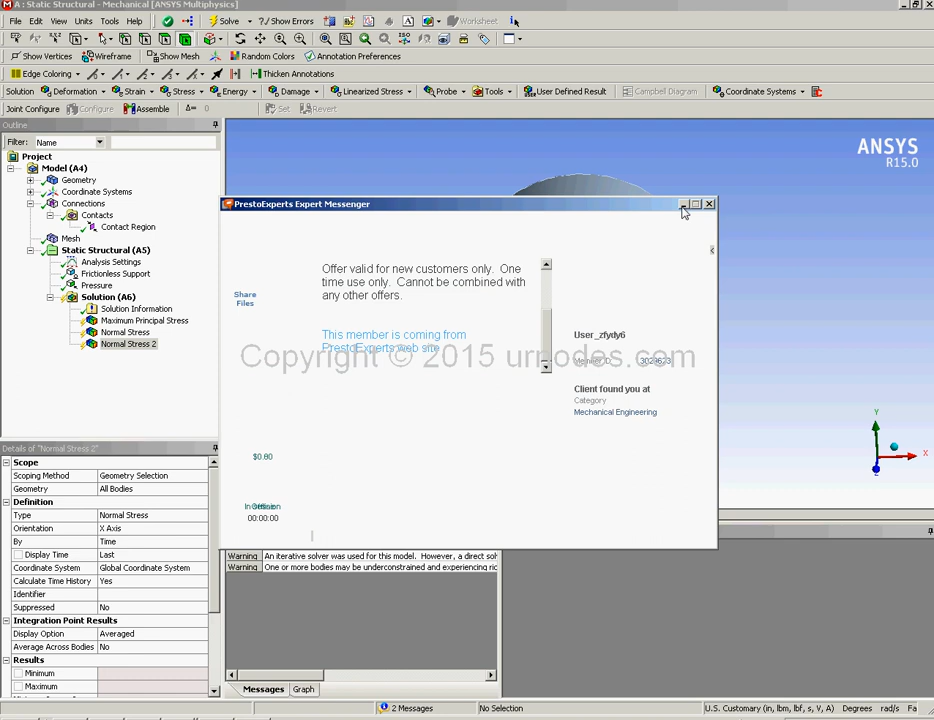 A : Static Structural - Mechanical [ANSYS Multiphysics]
File Edit View Units Tools Help Solve ?/Show Errors Worksheet
Show Vertices Wireframe Show Mesh Random Colors Annotation Preferences
Edge Coloring Thicken Annotations
Solution Deformation Strain Stress Energy Damage Linearized Stress Probe Tools User Defined Result Campbell Diagram Coordinate Systems
Joint Configure Configure Assemble Δ= 0 Set Revert
Outline
Filter: Name
Project
Model (A4)
Geometry
Coordinate Systems
Connections
Contacts
Contact Region
Mesh
Static Structural (A5)
Analysis Settings
Frictionless Support
Pressure
Solution (A6)
Solution Information
Maximum Principal Stress
Normal Stress
Normal Stress 2
ANSYS
R15.0
PrestoExperts Expert Messenger
Offer valid for new customers only. One
time use only. Cannot be combined with
any other offers.
Share
Files
This member is coming from
PrestoExperts web site
User_zfydy6
Client found you at
Category
Mechanical Engineering
$0.80
00:00:00
Copyright © 2015 urmodes.com
Y
X
Details of "Normal Stress 2"
Scope
Scoping Method Geometry Selection
Geometry All Bodies
Definition
Type Normal Stress
Orientation X Axis
By Time
Display Time Last
Coordinate System Global Coordinate System
Calculate Time History Yes
Identifier
Suppressed No
Integration Point Results
Display Option Averaged
Average Across Bodies No
Results
Minimum
Maximum
Warning An iterative solver was used for this model. However, a direct sol
Warning One or more bodies may be underconstrained and experiencing ric
Messages Graph
2 Messages No Selection U.S. Customary (in, lbm, lbf, s, V, A) Degrees rad/s Fa